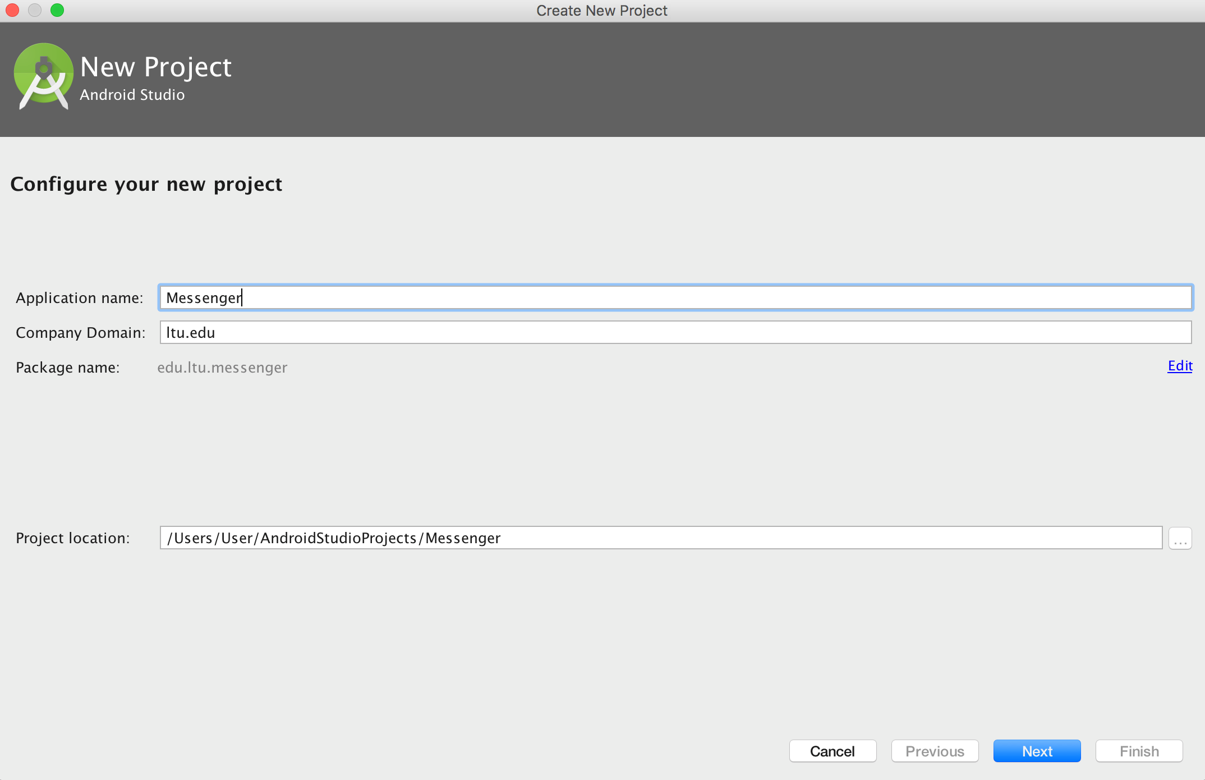 Create New Project
New Project
Android Studio
Configure your new project
Application name: Messenger
Company Domain: ltu.edu
Package name: edu.ltu.messenger Edit
Project location: /Users/User/AndroidStudioProjects/Messenger ...
Cancel Previous Next Finish